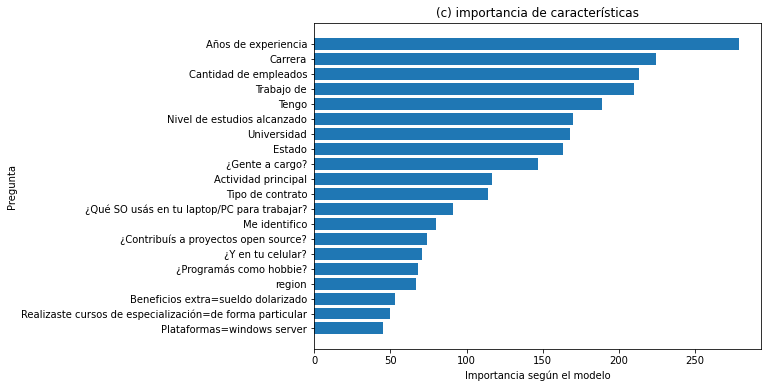 (c) importancia de características
Pregunta
Años de experiencia
Carrera
Cantidad de empleados
Trabajo de
Tengo
Nivel de estudios alcanzado
Universidad
Estado
¿Gente a cargo?
Actividad principal
Tipo de contrato
¿Qué SO usás en tu laptop/PC para trabajar?
Me identifico
¿Contribuís a proyectos open source?
¿Y en tu celular?
¿Programás como hobbie?
region
Beneficios extra=sueldo dolarizado
Realizaste cursos de especialización=de forma particular
Plataformas=windows server
0 50 100 150 200 250
Importancia según el modelo